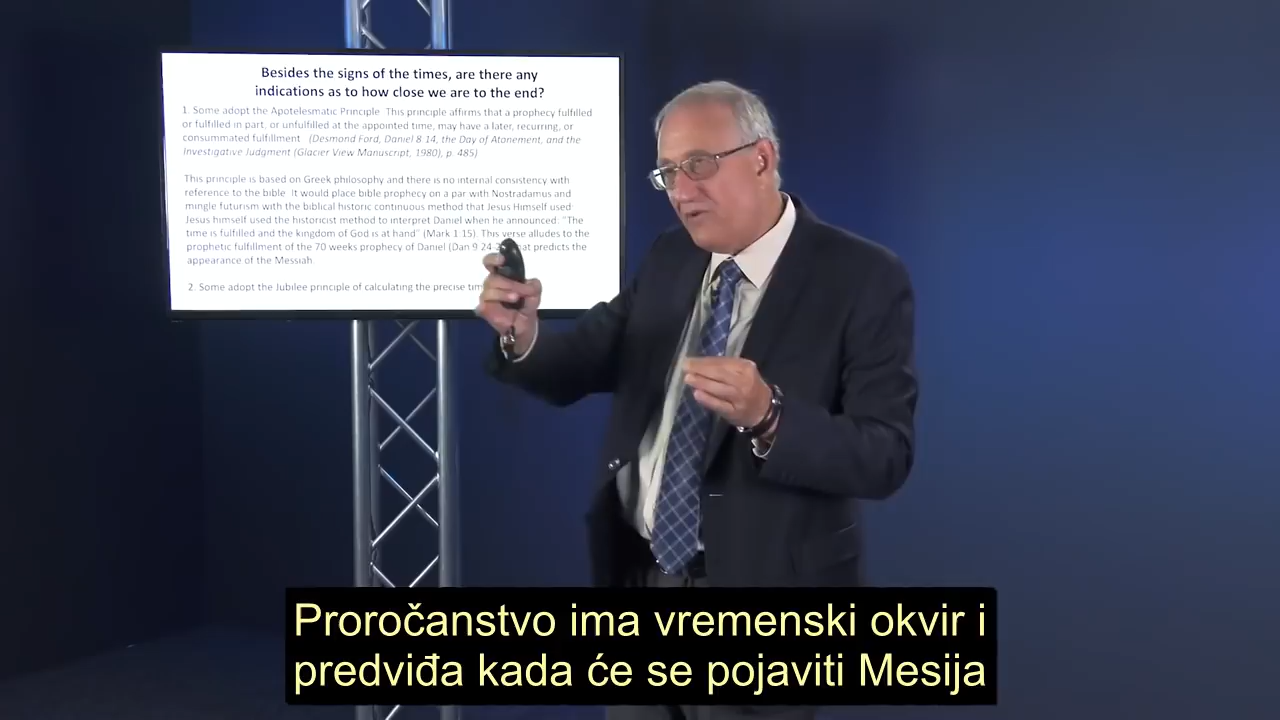 Besides the signs of the times, are there any
indications as to how close we are to the end?
1. Some adopt the Apotelesmatic Principle. This principle affirms that a prophecy fulfilled
or fulfilled in part, or unfulfilled at the appointed time, may have a later, recurring, or
consummated fulfillment. (Desmond Ford, Daniel 8 14, the Day of Atonement, and the
Investigative Judgment (Glacier View Manuscript, 1980), p. 485)
This principle is based on Greek philosophy and there is no internal consistency with
reference to the bible. It would place bible prophecy on a par with Nostradamus and
mingle futurism with the biblical historic continuous method that Jesus Himself used:
Jesus himself used the historicist method to interpret Daniel when he announced: "The
time is fulfilled and the kingdom of God is at hand" (Mark 1:15). This verse alludes to the
prophetic fulfillment of the 70 weeks prophecy of Daniel (Dan 9 24- that predicts the
appearance of the Messiah.
2. Some adopt the Jubilee principle of calculating the precise
Proročanstvo ima vremenski okvir i
predviđa kada će se pojaviti Mesija